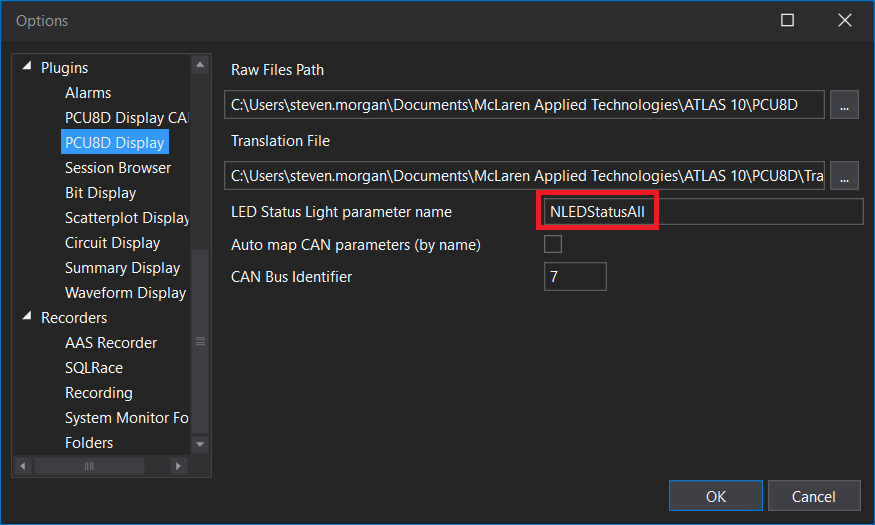 Options
Plugins
Alarms
PCU8D Display CA
PCU8D Display
Session Browser
Bit Display
Scatterplot Display
Circuit Display
Summary Display
Waveform Display
Recorders
AAS Recorder
SQLRace
Recording
System Monitor Fo
Folders
Raw Files Path
C:\Users\steven.morgan\Documents\McLaren Applied Technologies\ATLAS 10\PCU8D
...
Translation File
C:\Users\steven.morgan\Documents\McLaren Applied Technologies\ATLAS 10\PCU8D\Tra
...
LED Status Light parameter name
NLEDStatusAll
Auto map CAN parameters (by name)
CAN Bus Identifier
7
OK
Cancel